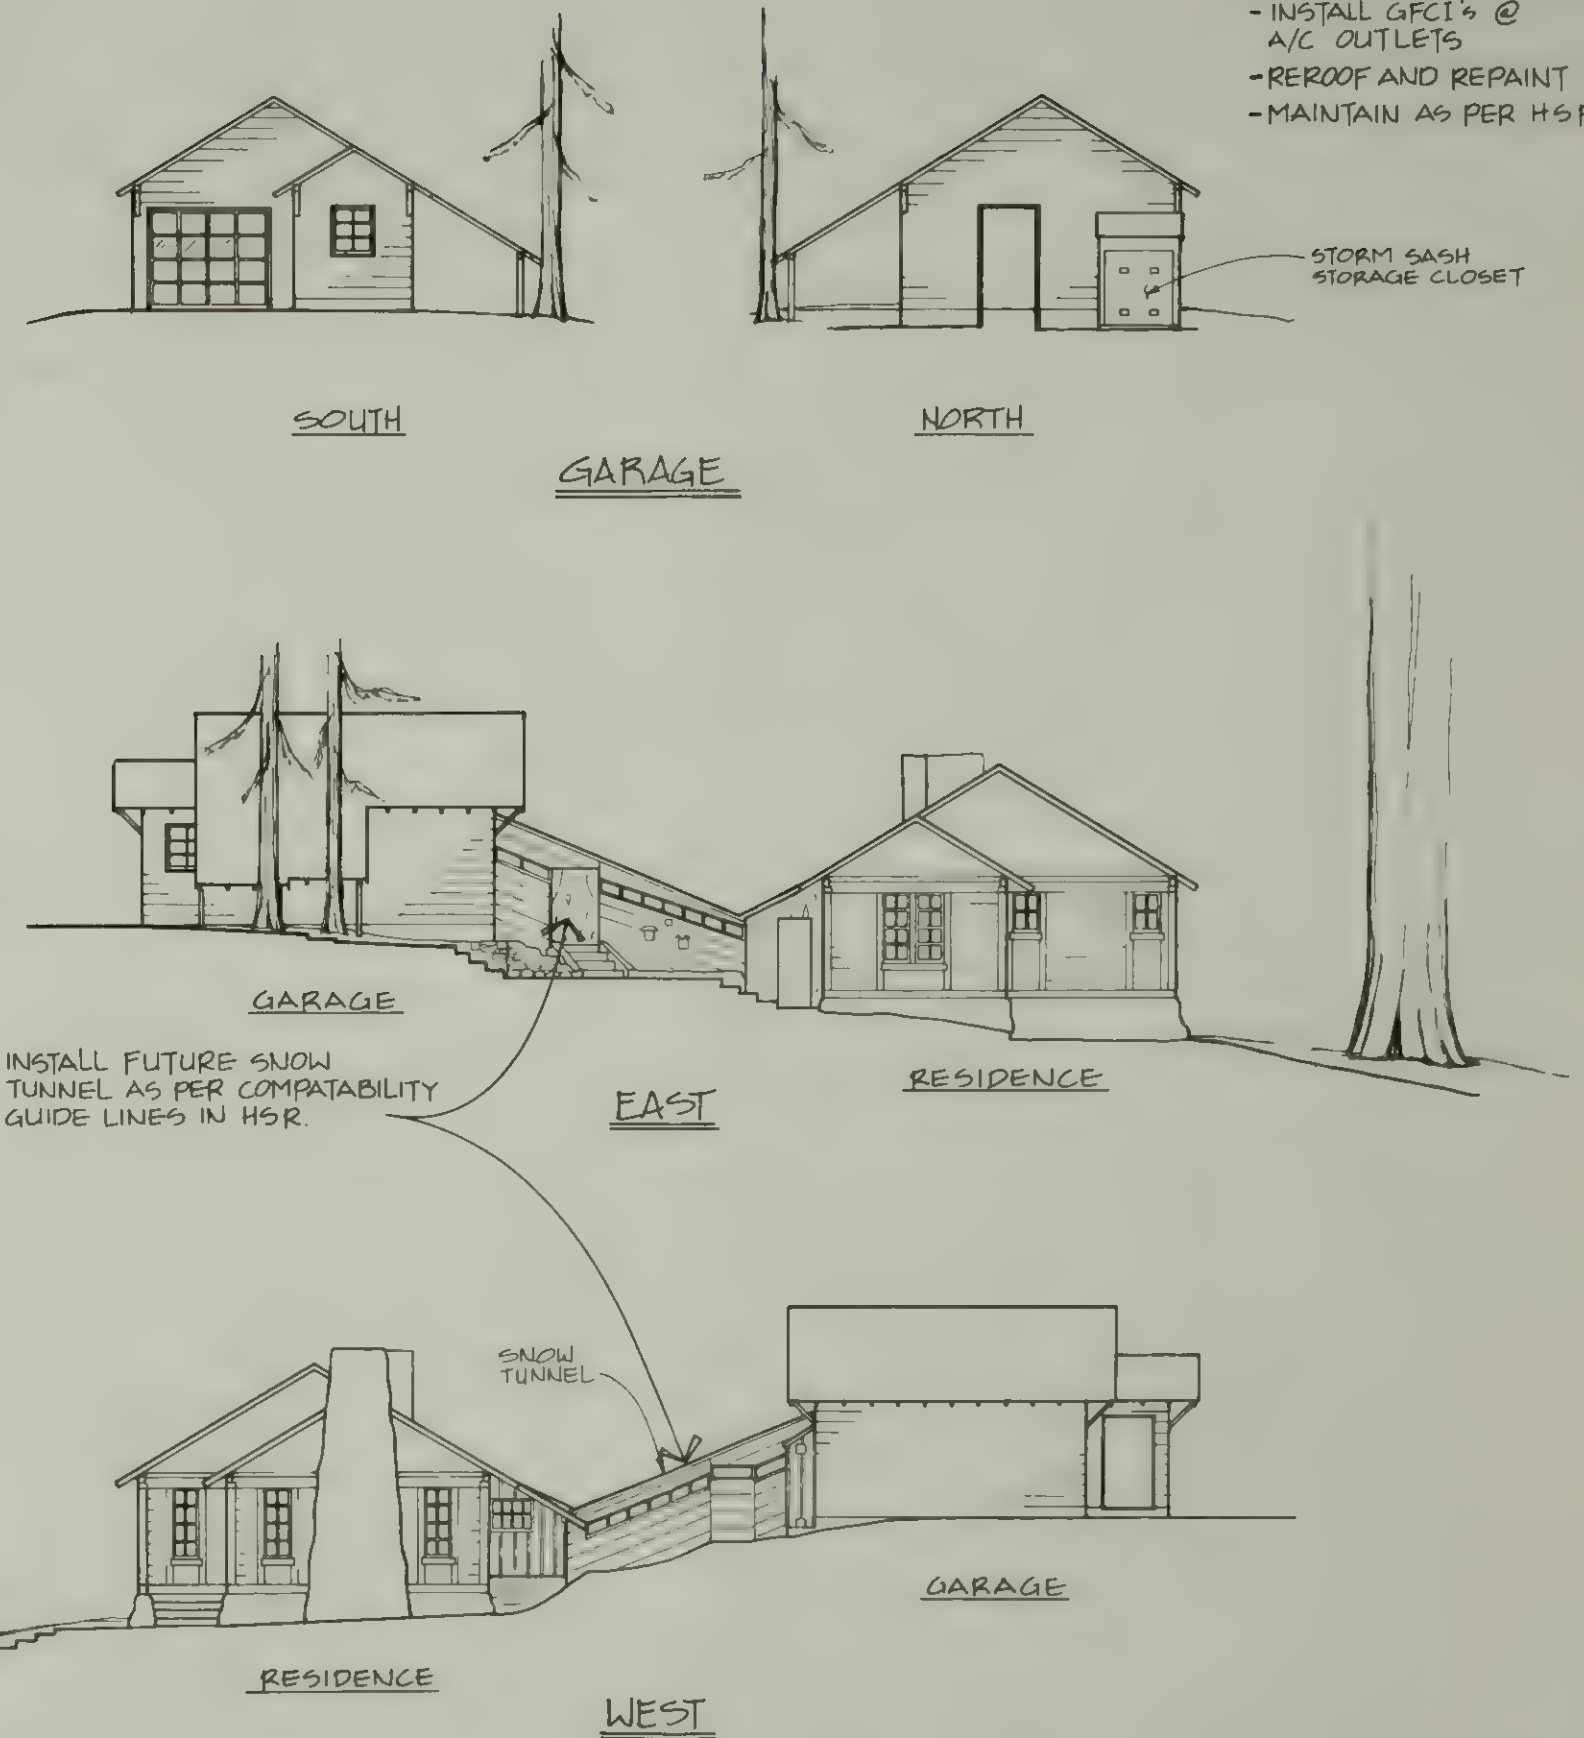 - INSTALL GFCI'S @
A/C OUTLETS
- REROOF AND REPAINT
- MAINTAIN AS PER HSR
STORM SASH
STORAGE CLOSET
SOUTH
NORTH
GARAGE
GARAGE
INSTALL FUTURE SNOW
TUNNEL AS PER COMPATABILITY
GUIDE LINES IN HSR.
RESIDENCE
EAST
SNOW
TUNNEL
GARAGE
RESIDENCE
WEST